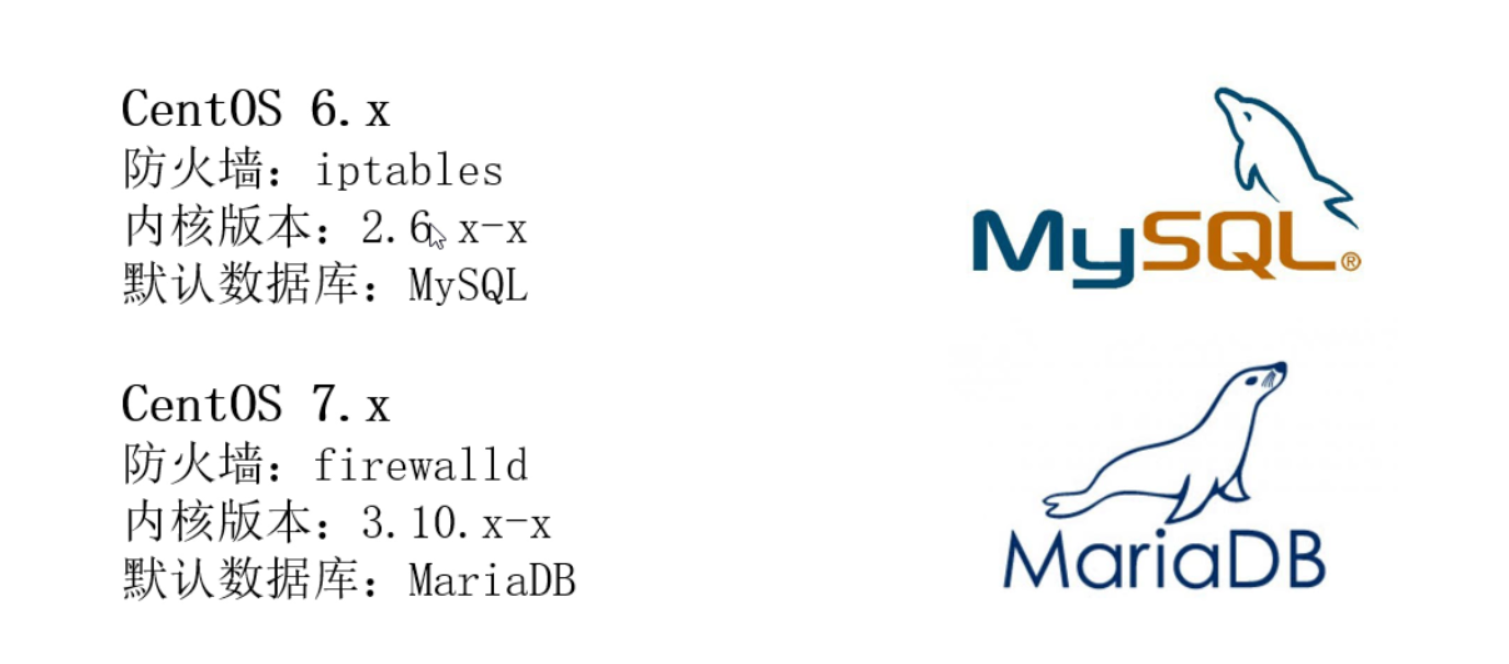 CentOS 6.x
防火墙：iptables
内核版本：2.6.x-x
默认数据库：MySQL
MySQL®
CentOS 7.x
防火墙：firewalld
内核版本：3.10.x-x
默认数据库：MariaDB
MariaDB